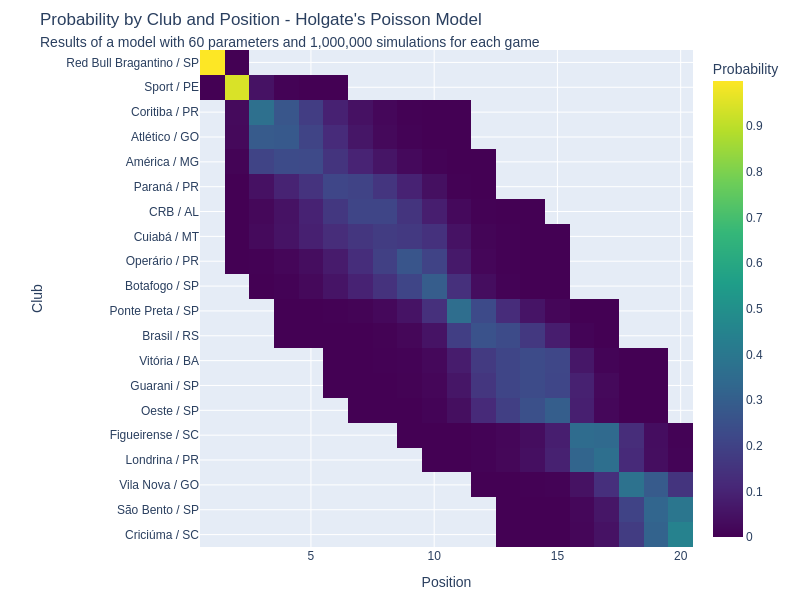 Probability by Club and Position - Holgate's Poisson Model
Results of a model with 60 parameters and 1,000,000 simulations for each game
Probability
Club
Red Bull Bragantino / SP
Sport / PE
Coritiba / PR
Atlético / GO
América / MG
Paraná / PR
CRB / AL
Cuiabá / MT
Operário / PR
Botafogo / SP
Ponte Preta / SP
Brasil / RS
Vitória / BA
Guarani / SP
Oeste / SP
Figueirense / SC
Londrina / PR
Vila Nova / GO
São Bento / SP
Criciúma / SC
5 10 15 20
Position
0.9
0.8
0.7
0.6
0.5
0.4
0.3
0.2
0.1
0